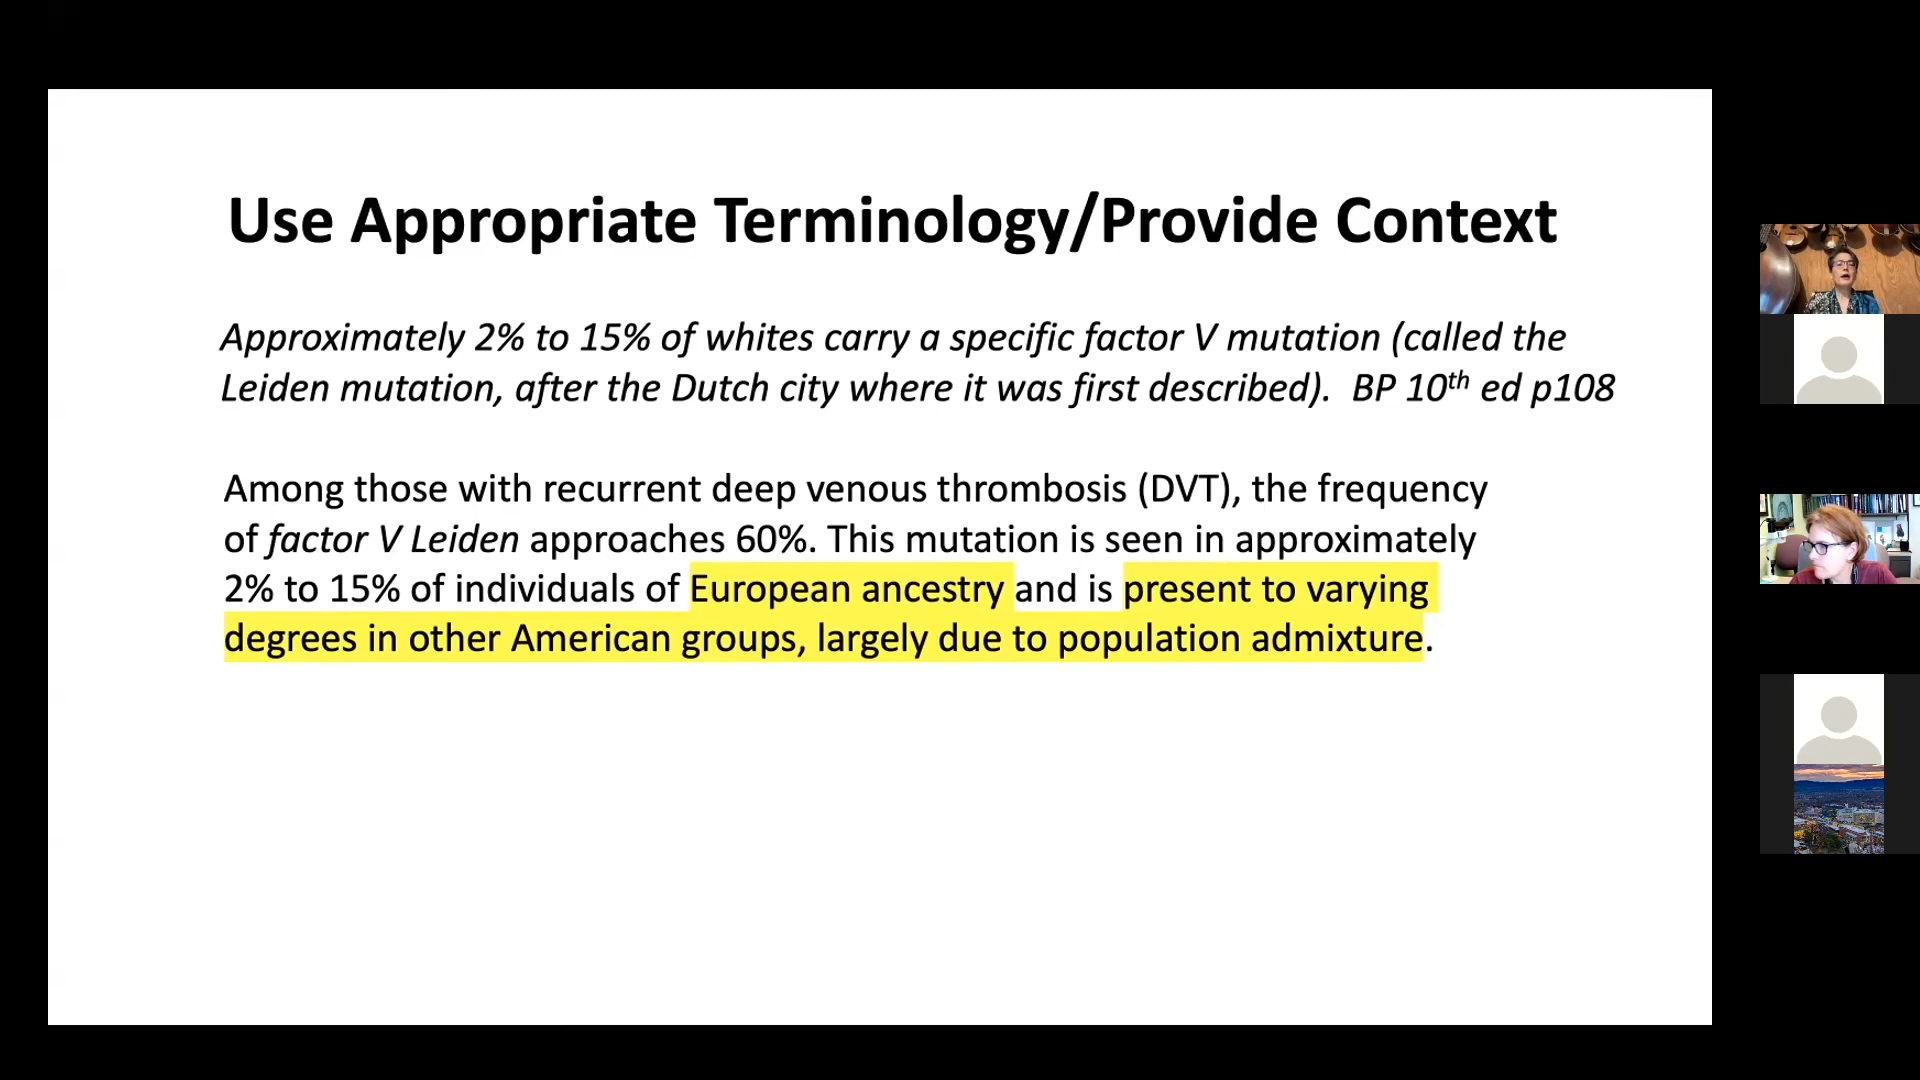 Use Appropriate Terminology/Provide Context
Approximately 2% to 15% of whites carry a specific factor V mutation (called the
Leiden mutation, after the Dutch city where it was first described). BP 10th ed p108
Among those with recurrent deep venous thrombosis (DVT), the frequency
of factor V Leiden approaches 60%. This mutation is seen in approximately
2% to 15% of individuals of European ancestry and is present to varying
degrees in other American groups, largely due to population admixture.